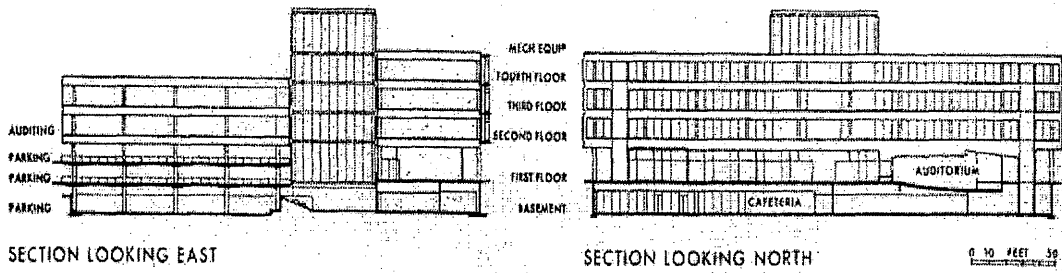 AUDITING
PARKING
PARKING
PARKING
MECH EQUIP
FOURTH FLOOR
THIRD FLOOR
SECOND FLOOR
FIRST FLOOR
BASEMENT
AUDITORIUM
CAFETERIA
SECTION LOOKING EAST
SECTION LOOKING NORTH
0 10 FEET 50